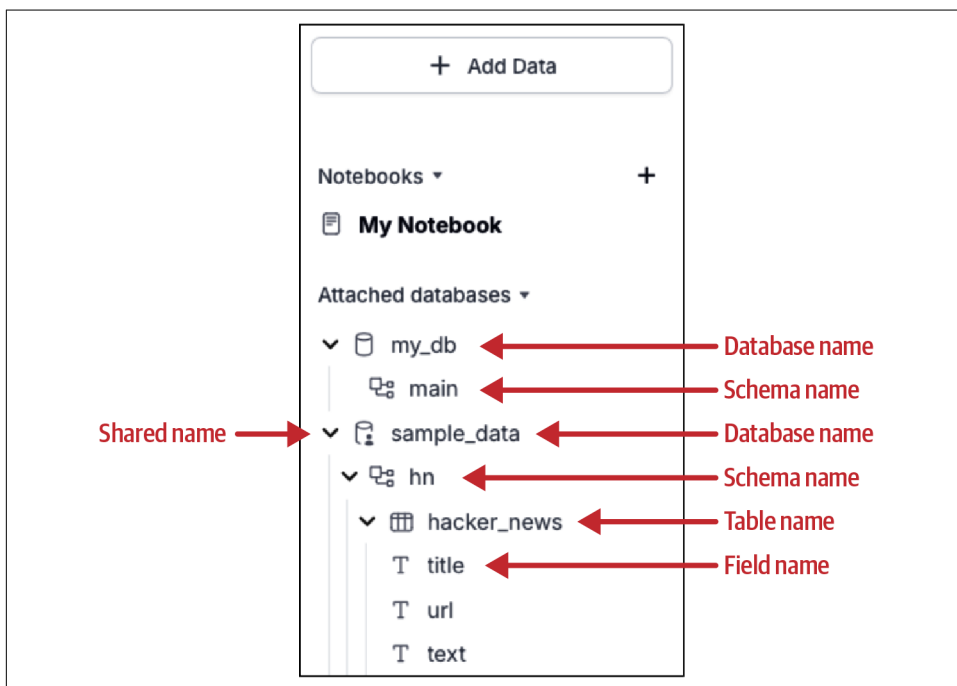 + Add Data
Notebooks +
My Notebook
Attached databases
my_db Database name
main Schema name
Shared name sample_data Database name
hn Schema name
hacker_news Table name
T title Field name
T url
T text